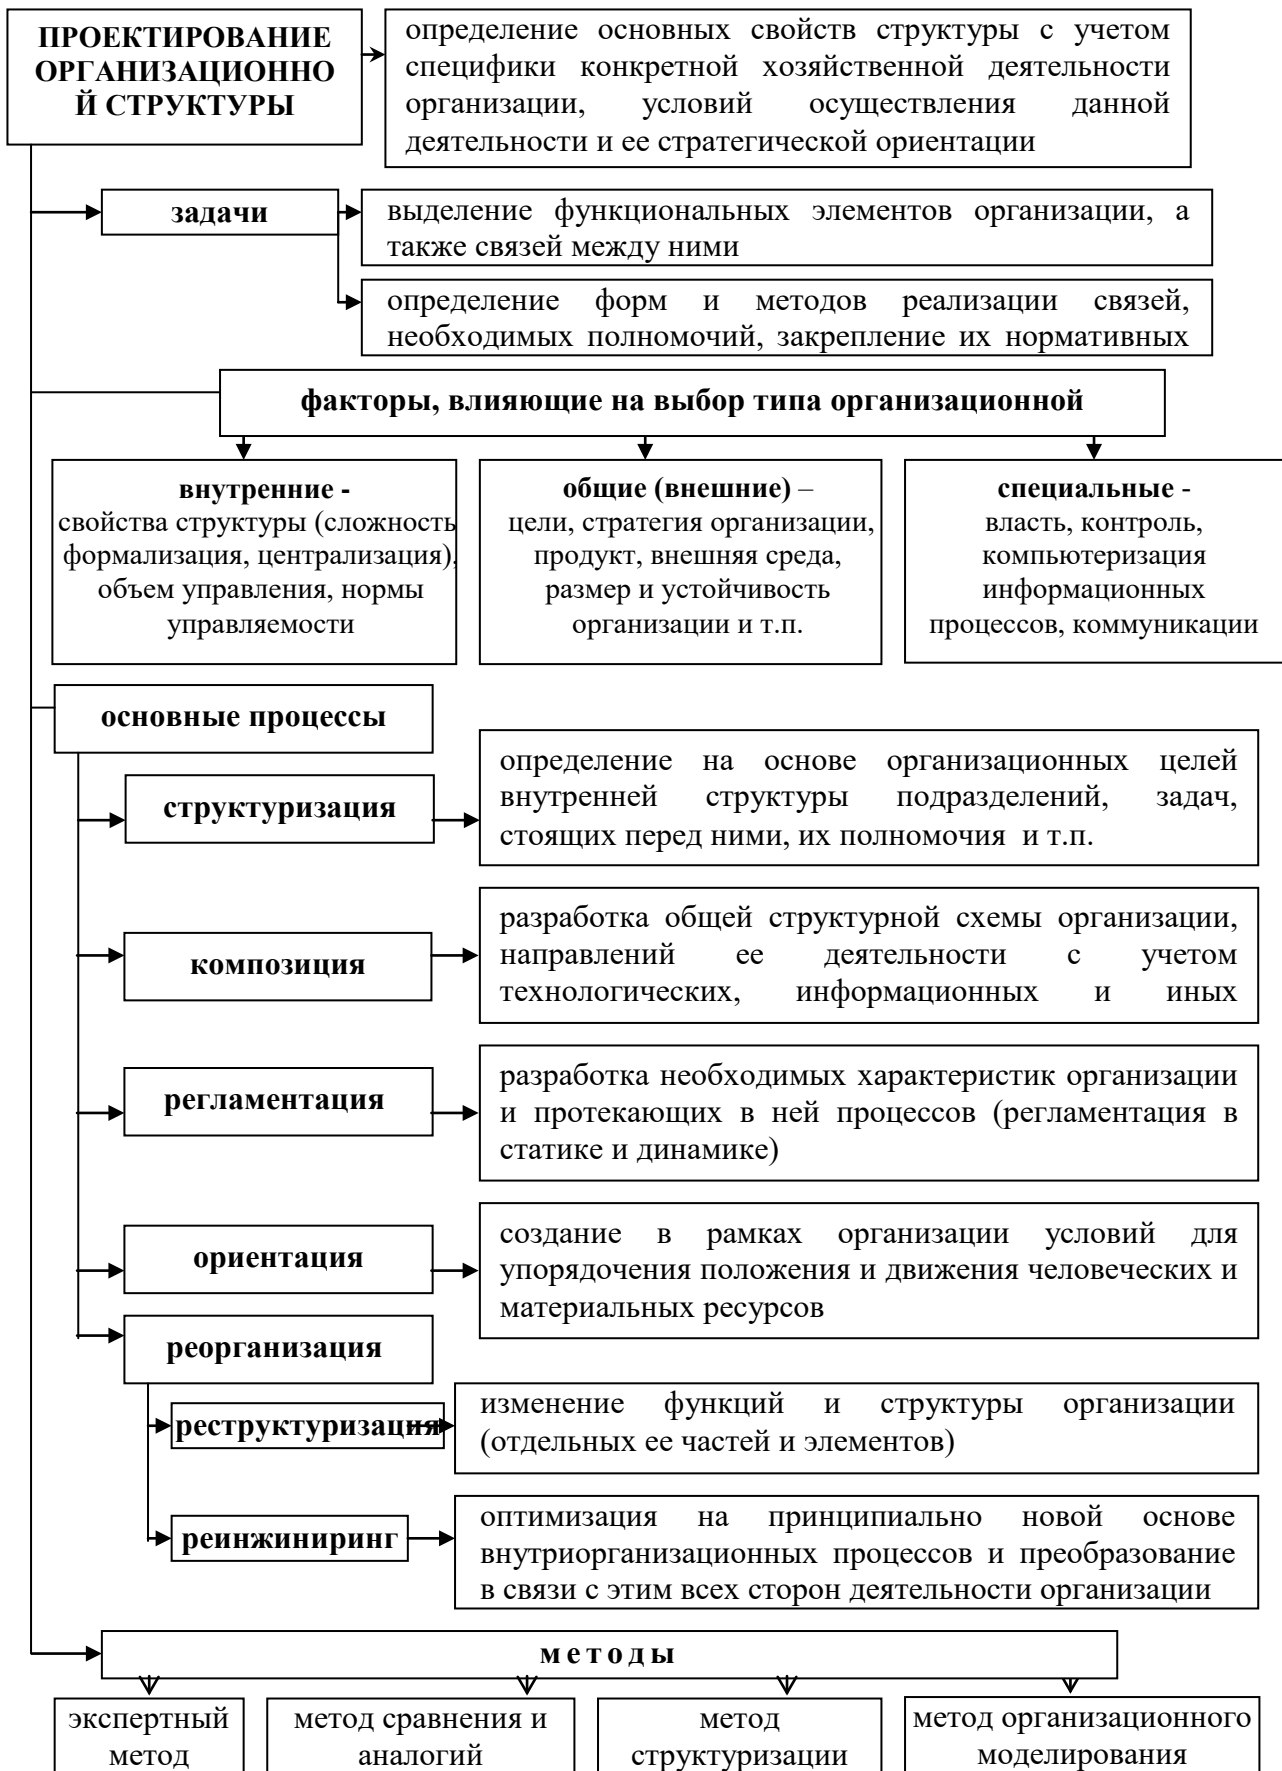 ПРОЕКТИРОВАНИЕ
ОРГАНИЗАЦИОННО
Й СТРУКТУРЫ
определение основных свойств структуры с учетом
специфики конкретной хозяйственной деятельности
организации, условий осуществления данной
деятельности и ее стратегической ориентации
задачи
выделение функциональных элементов организации, а
также связей между ними
определение форм и методов реализации связей,
необходимых полномочий, закрепление их нормативных
факторы, влияющие на выбор типа организационной
внутренние -
свойства структуры (сложность
формализация, централизация),
объем управления, нормы
управляемости
общие (внешние) –
цели, стратегия организации,
продукт, внешняя среда,
размер и устойчивость
организации и т.п.
специальные -
власть, контроль,
компьютеризация
информационных
процессов, коммуникации
основные процессы
структуризация
определение на основе организационных целей
внутренней структуры подразделений, задач,
стоящих перед ними, их полномочия и т.п.
композиция
разработка общей структурной схемы организации,
направлений ее деятельности с учетом
технологических, информационных и иных
регламентация
разработка необходимых характеристик организации
и протекающих в ней процессов (регламентация в
статике и динамике)
ориентация
создание в рамках организации условий для
упорядочения положения и движения человеческих и
материальных ресурсов
реорганизация
реструктуризация
изменение функций и структуры организации
(отдельных ее частей и элементов)
реинжиниринг
оптимизация на принципиально новой основе
внутриорганизационных процессов и преобразование
в связи с этим всех сторон деятельности организации
методы
экспертный
метод
метод сравнения и
аналогий
метод
структуризации
метод организационного
моделирования